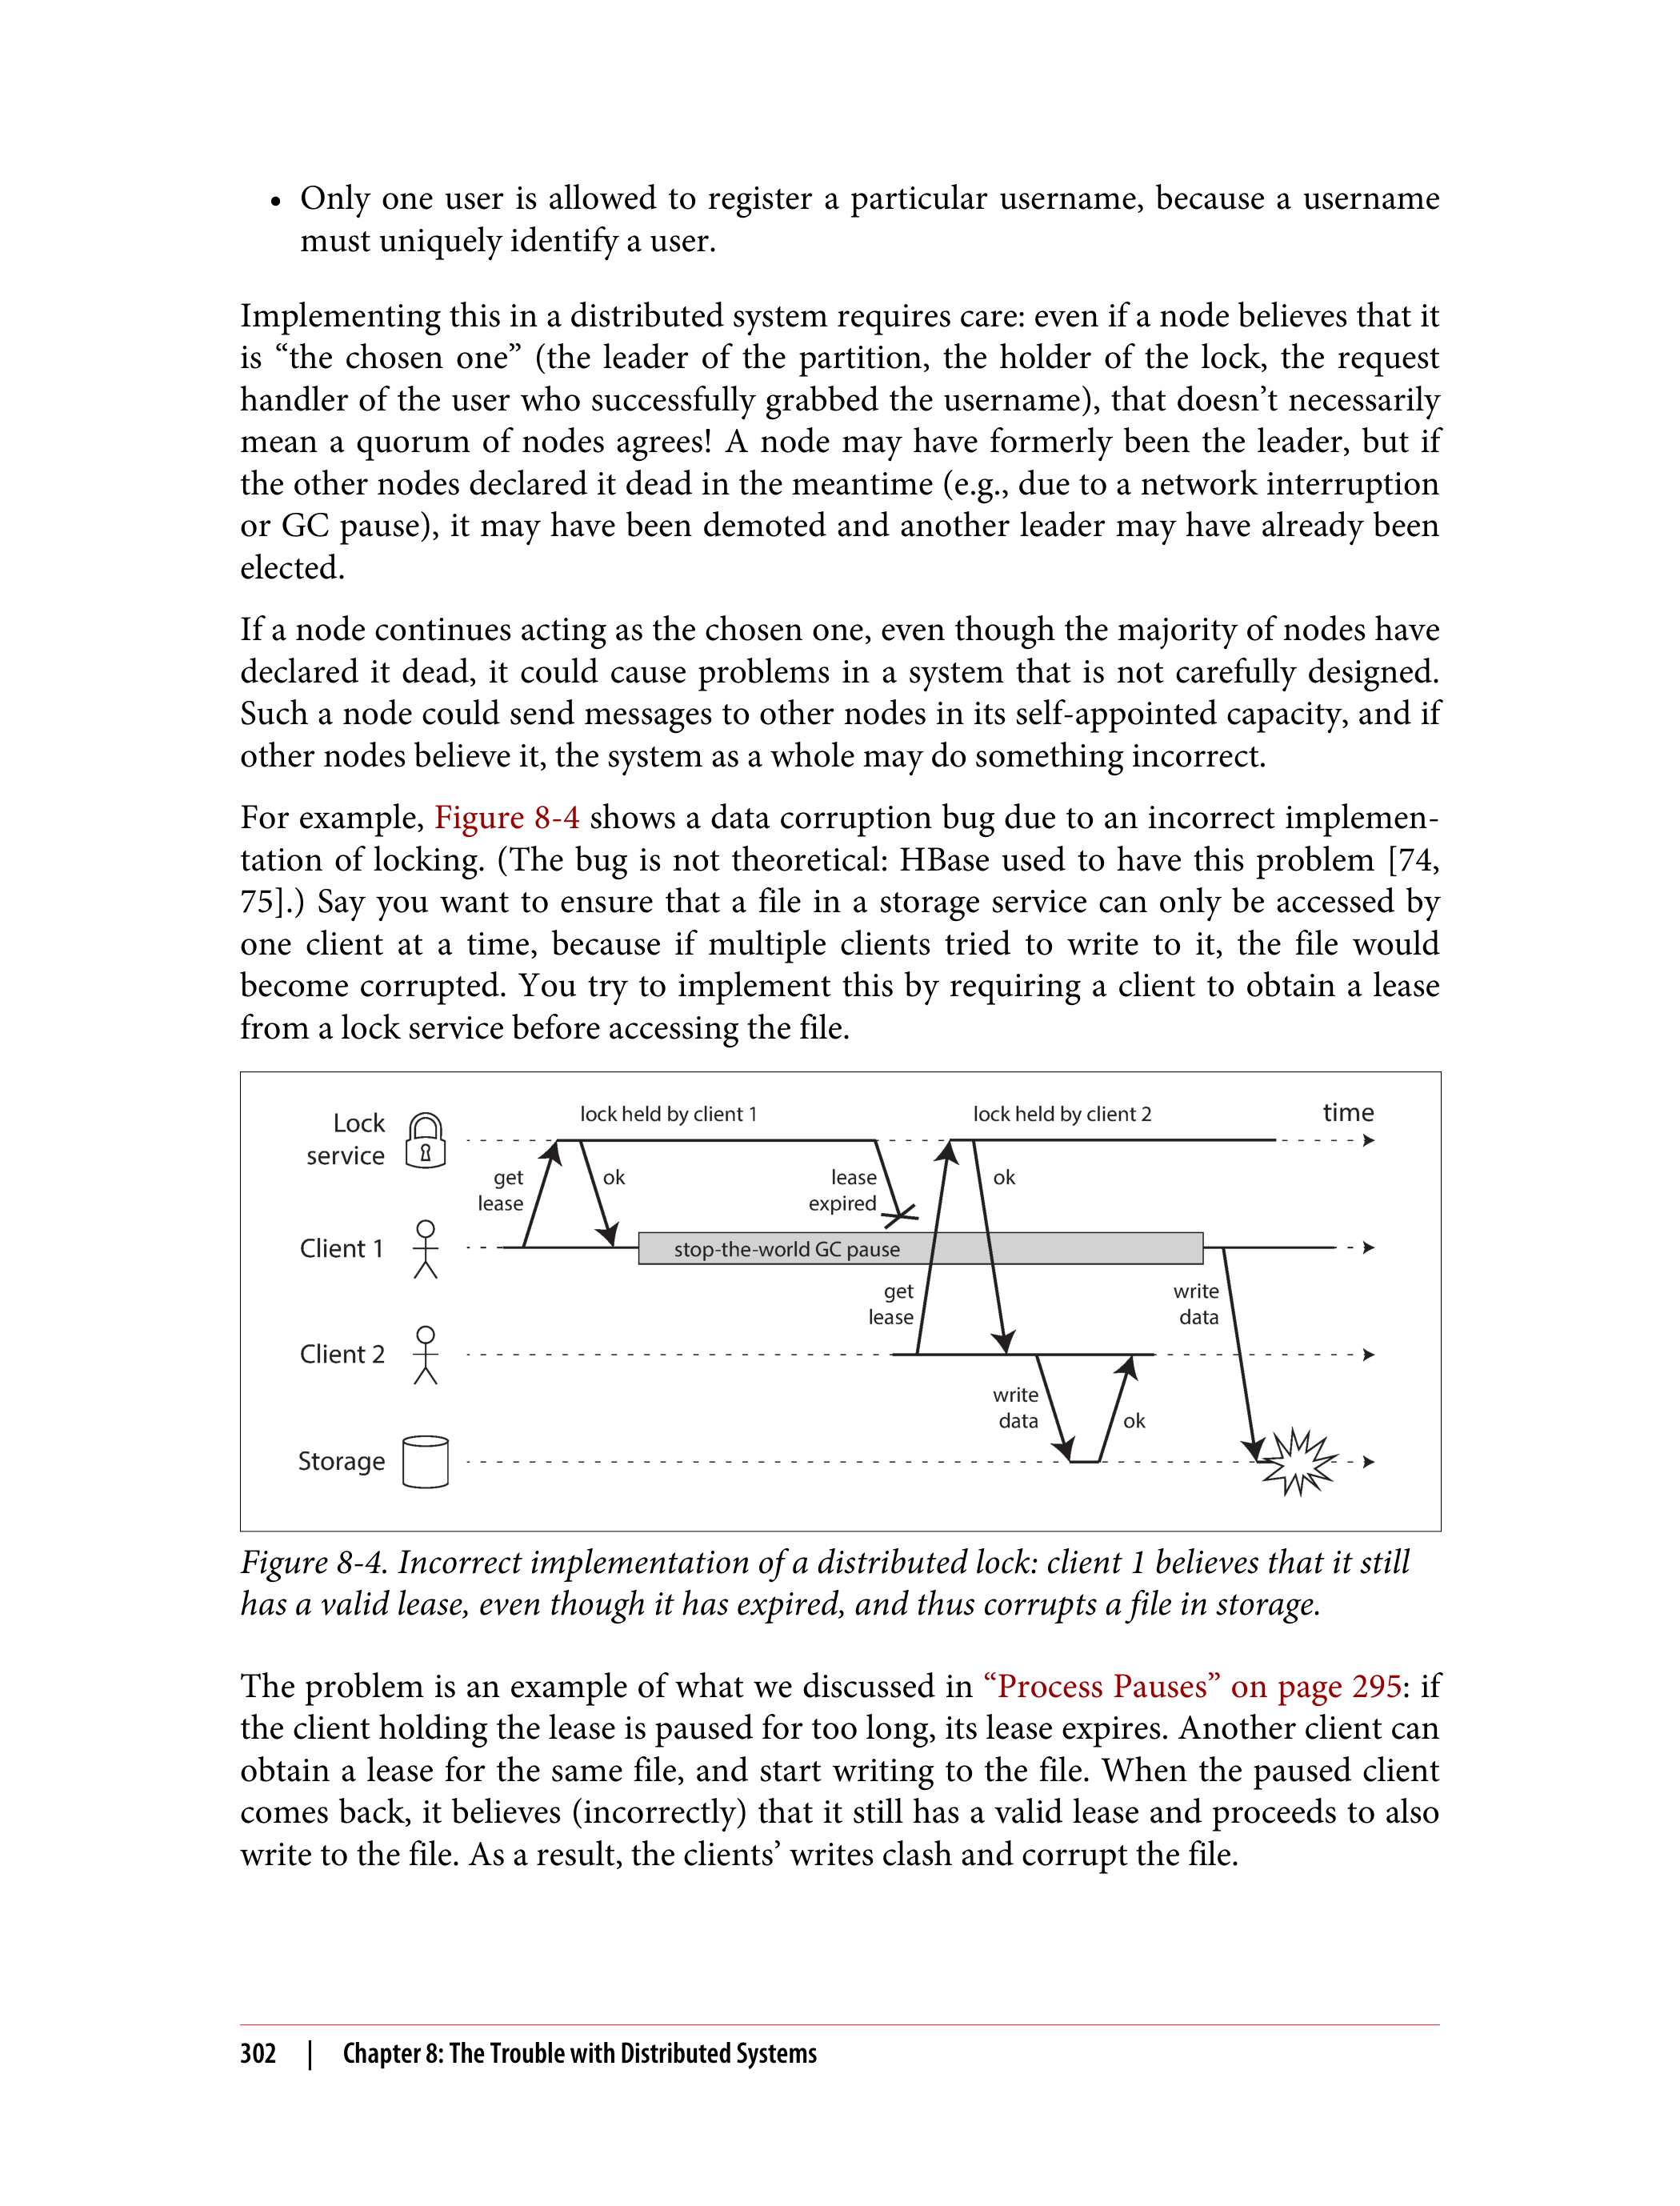 • Only one user is allowed to register a particular username, because a username
must uniquely identify a user.
Implementing this in a distributed system requires care: even if a node believes that it
is “the chosen one” (the leader of the partition, the holder of the lock, the request
handler of the user who successfully grabbed the username), that doesn’t necessarily
mean a quorum of nodes agrees! A node may have formerly been the leader, but if
the other nodes declared it dead in the meantime (e.g., due to a network interruption
or GC pause), it may have been demoted and another leader may have already been
elected.
If a node continues acting as the chosen one, even though the majority of nodes have
declared it dead, it could cause problems in a system that is not carefully designed.
Such a node could send messages to other nodes in its self-appointed capacity, and if
other nodes believe it, the system as a whole may do something incorrect.
For example, Figure 8-4 shows a data corruption bug due to an incorrect implemen-
tation of locking. (The bug is not theoretical: HBase used to have this problem [74,
75].) Say you want to ensure that a file in a storage service can only be accessed by
one client at a time, because if multiple clients tried to write to it, the file would
become corrupted. You try to implement this by requiring a client to obtain a lease
from a lock service before accessing the file.
lock held by client 1
lock held by client 2
time
Lock
service
get
lease
ok
lease
expired
ok
Client 1
stop-the-world GC pause
get
lease
write
data
Client 2
write
data
ok
Storage
Figure 8-4. Incorrect implementation of a distributed lock: client 1 believes that it still
has a valid lease, even though it has expired, and thus corrupts a file in storage.
The problem is an example of what we discussed in “Process Pauses” on page 295: if
the client holding the lease is paused for too long, its lease expires. Another client can
obtain a lease for the same file, and start writing to the file. When the paused client
comes back, it believes (incorrectly) that it still has a valid lease and proceeds to also
write to the file. As a result, the clients’ writes clash and corrupt the file.
302 | Chapter 8: The Trouble with Distributed Systems